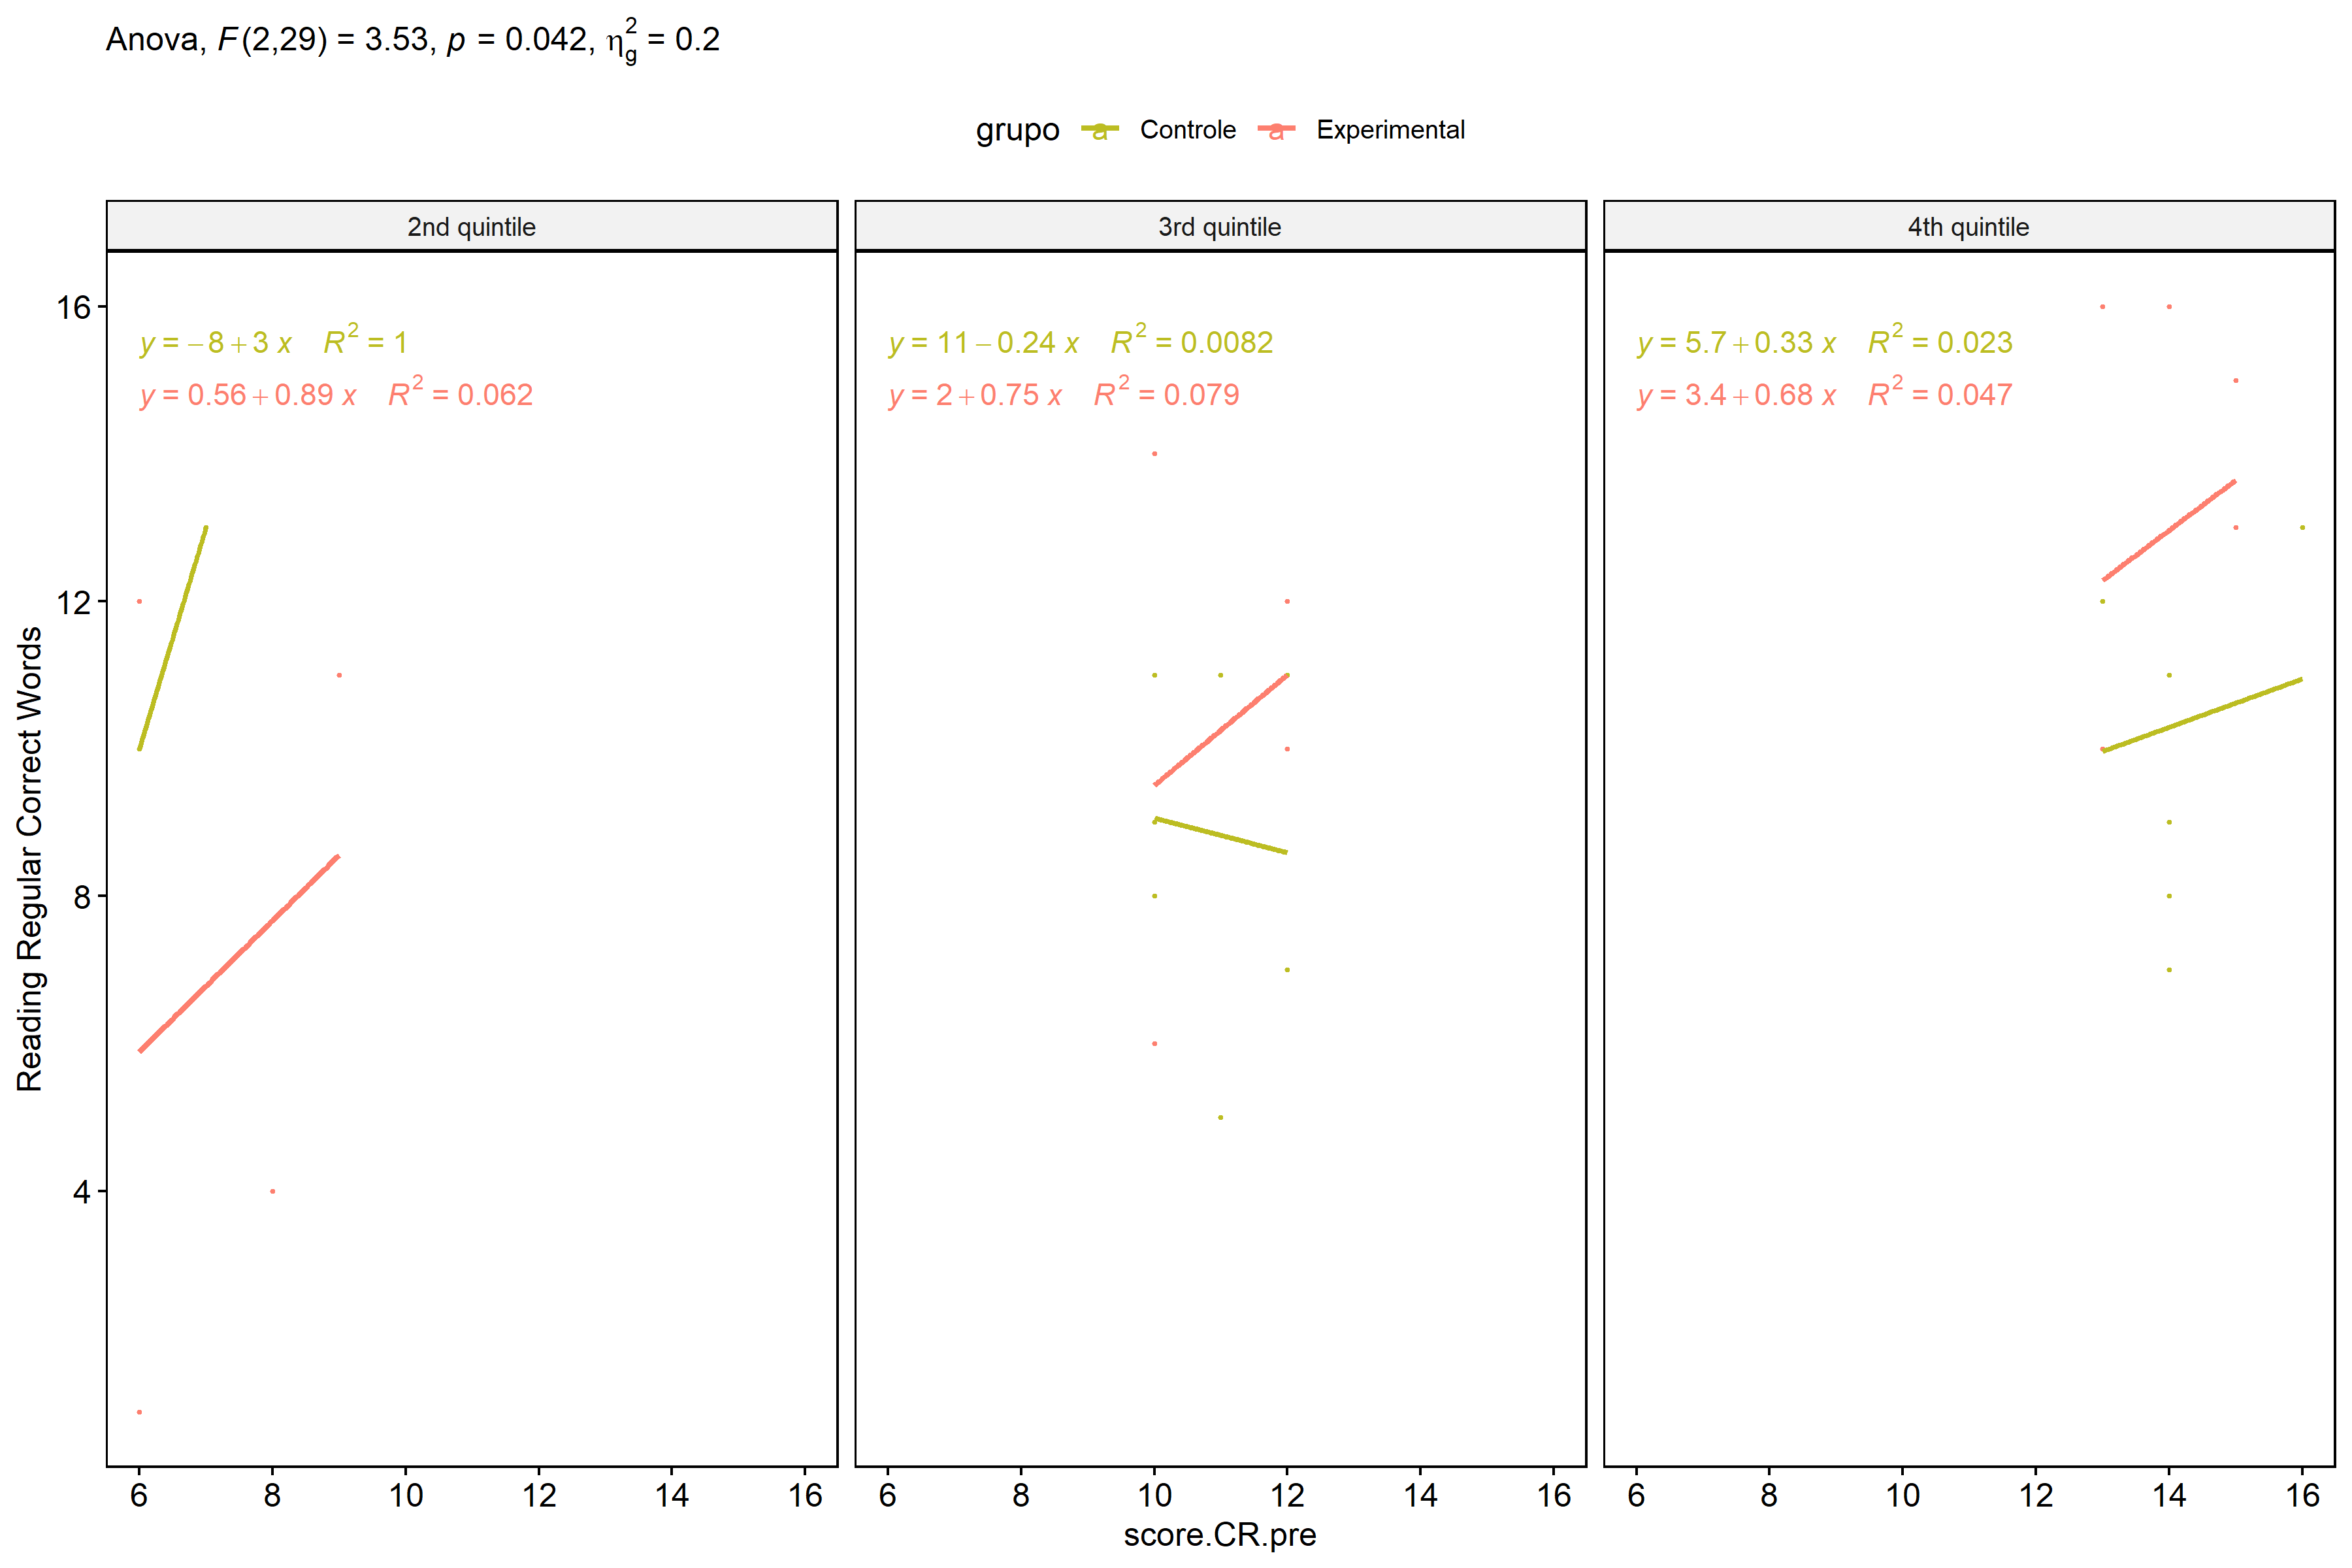 Anova, F(2,29) = 3.53, p = 0.042, η²g = 0.2
grupo a Controle a Experimental
2nd quintile 3rd quintile 4th quintile
y = −8 + 3 x R² = 1 y = 11 − 0.24 x R² = 0.0082 y = 5.7 + 0.33 x R² = 0.023
y = 0.56 + 0.89 x R² = 0.062 y = 2 + 0.75 x R² = 0.079 y = 3.4 + 0.68 x R² = 0.047
16
12
8
4
Reading Regular Correct Words
6 8 10 12 14 16 6 8 10 12 14 16 6 8 10 12 14 16
score.CR.pre